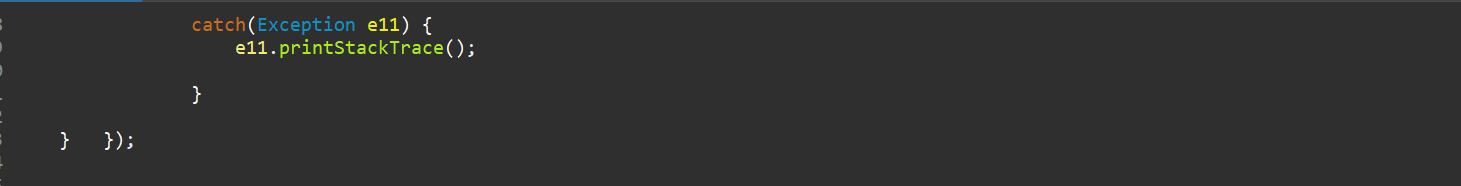 catch(Exception e11) {
e11.printStackTrace();
}
} });